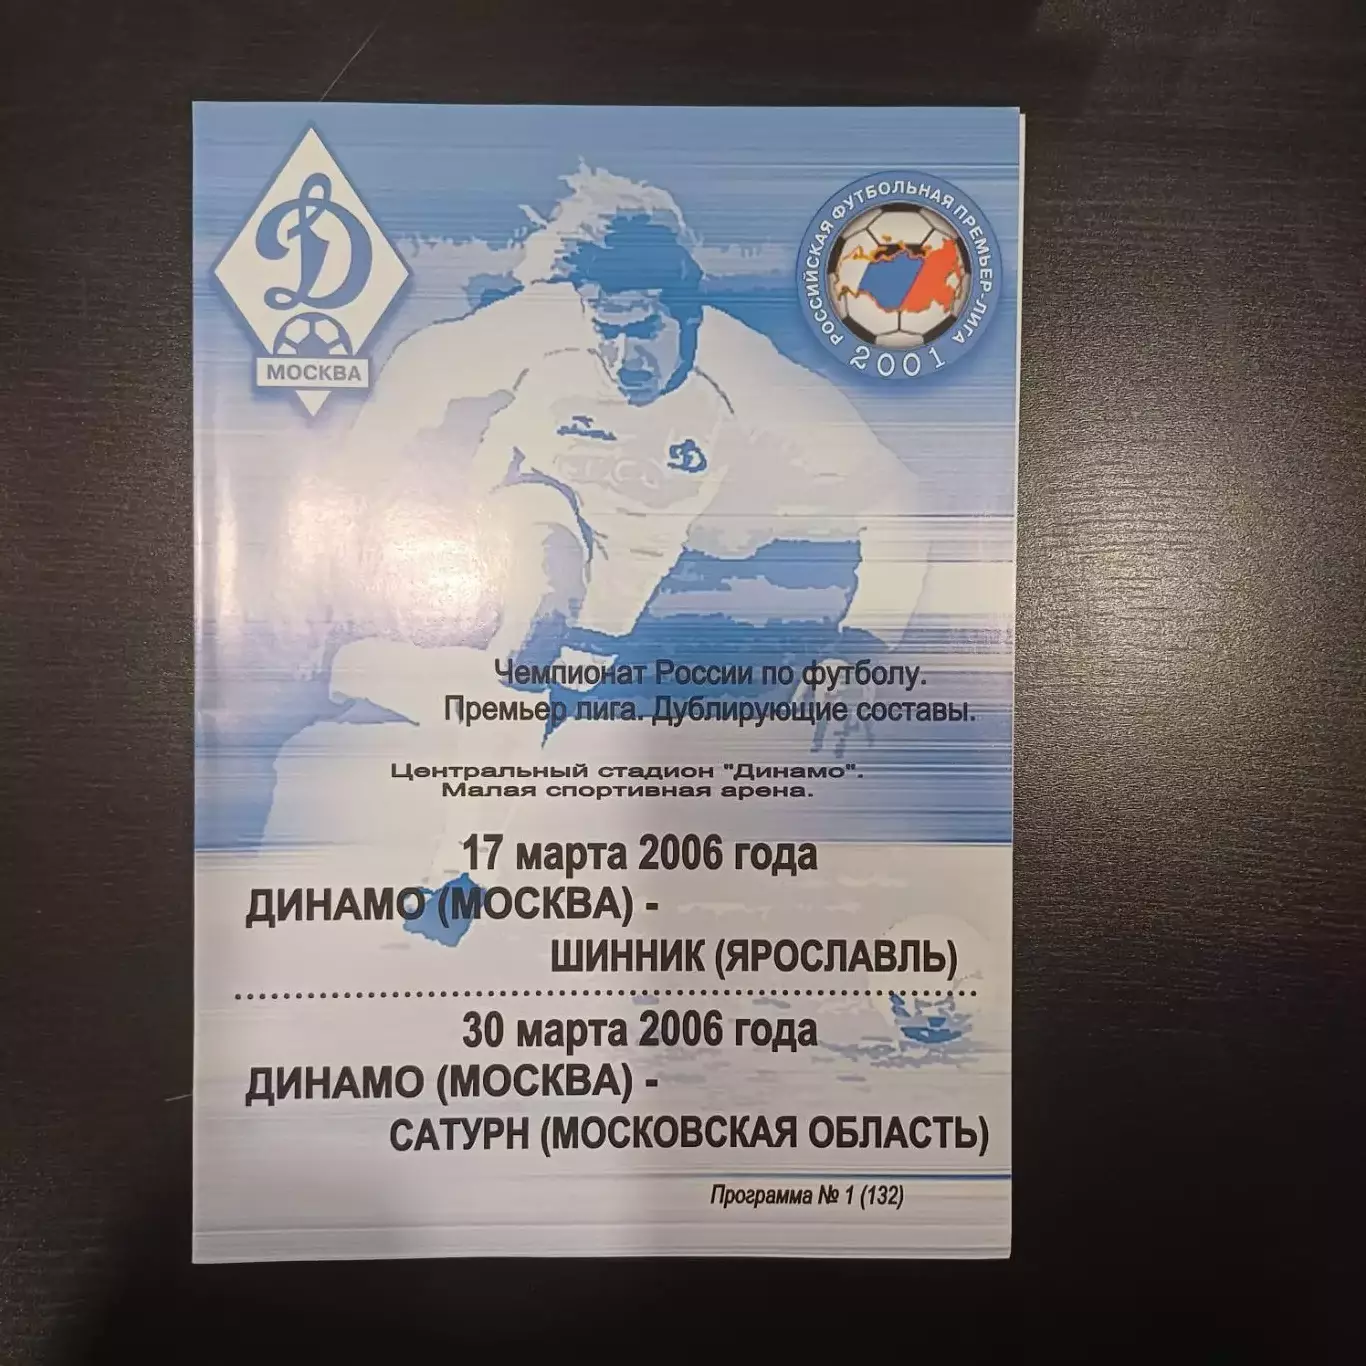 Д
МОСКВА
РОССИЙСКАЯ ФУТБОЛЬНАЯ ПРЕМЬЕР-ЛИГА
2001
Д
Чемпионат России по футболу.
Премьер лига. Дублирующие составы.
Центральный стадион "Динамо".
Малая спортивная арена.
17 марта 2006 года
ДИНАМО (МОСКВА) -
ШИННИК (ЯРОСЛАВЛЬ)
30 марта 2006 года
ДИНАМО (МОСКВА) -
САТУРН (МОСКОВСКАЯ ОБЛАСТЬ)
Программа № 1 (132)